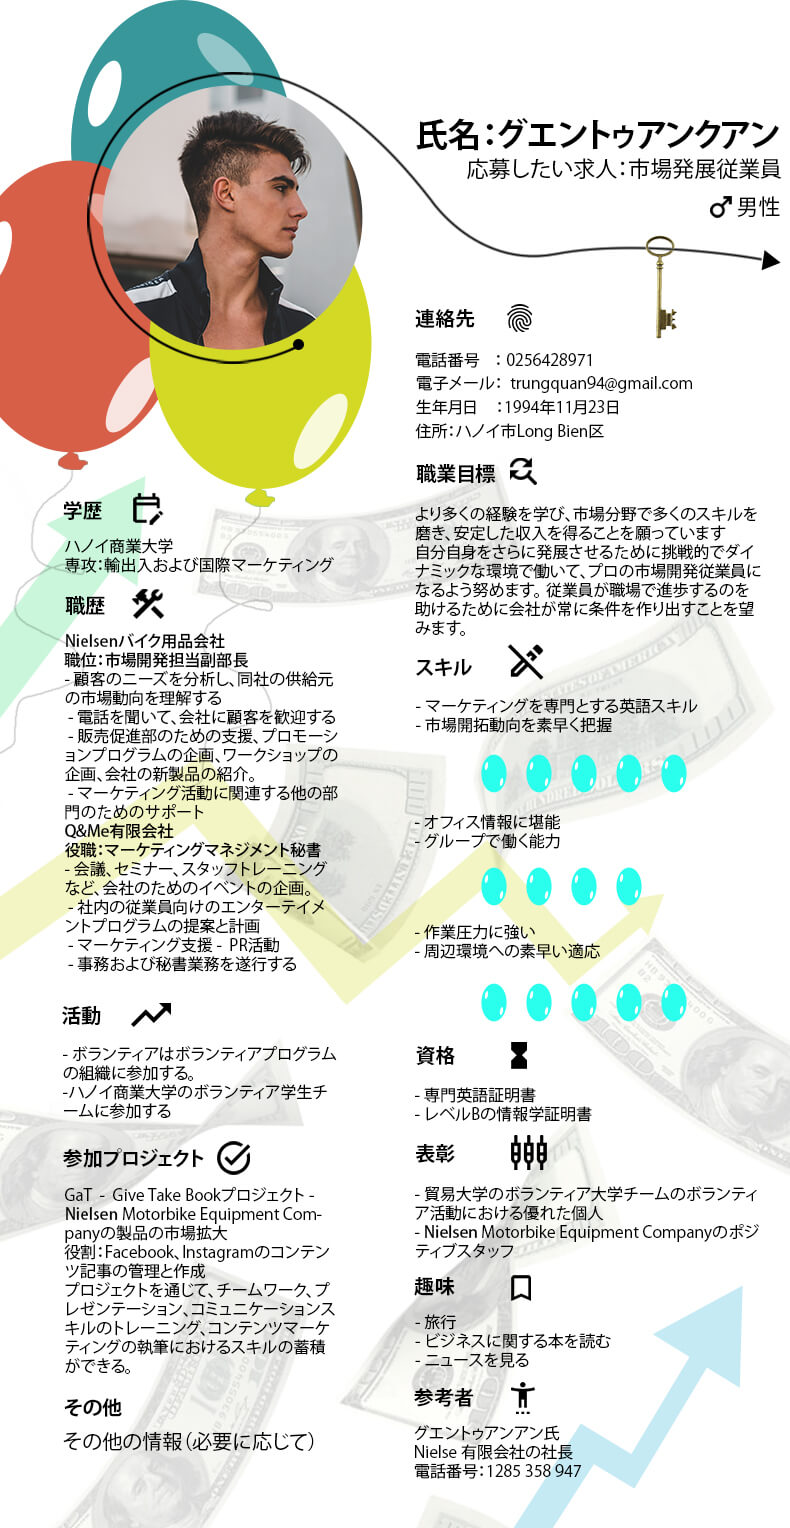 氏名：グエントゥアンクアン
応募したい求人：市場発展従業員
男性
連絡先
電話番号　：0256428971
電子メール： trungquan94@gmail.com
生年月日　：1994年11月23日
住所：ハノイ市Long Bien区
職業目標
より多くの経験を学び、市場分野で多くのスキルを
磨き、安定した収入を得ることを願っています
自分自身をさらに発展させるために挑戦的でダイ
ナミックな環境で働いて、プロの市場開発従業員に
なるよう努めます。従業員が職場で進歩するのを
助けるために会社が常に条件を作り出すことを望
みます。
スキル
- マーケティングを専門とする英語スキル
- 市場開拓動向を素早く把握
- オフィス情報に堪能
- グループで働く能力
- 作業圧力に強い
- 周辺環境への素早い適応
資格
- 専門英語証明書
- レベルBの情報学証明書
表彰
- 貿易大学のボランティア大学チームのボランティ
ア活動における優れた個人
- Nielsen Motorbike Equipment Companyのポジ
ティブスタッフ
趣味
- 旅行
- ビジネスに関する本を読む
- ニュースを見る
参考者
グエントゥアンアン氏
Nielse 有限会社の社長
電話番号：1285 358 947
学歴
ハノイ商業大学
専攻：輸出入および国際マーケティング
職歴
Nielsenバイク用品会社
職位：市場開発担当副部長
- 顧客のニーズを分析し、同社の供給元
の市場動向を理解する
- 電話を聞いて、会社に顧客を歓迎する
- 販売促進部のための支援、プロモーシ
ョンプログラムの企画、ワークショップの
企画、会社の新製品の紹介。
- マーケティング活動に関連する他の部
門のためのサポート
Q&Me有限会社
役職：マーケティングマネジメント秘書
- 会議、セミナー、スタッフトレーニング
など、会社のためのイベントの企画。
- 社内の従業員向けのエンターテイメ
ントプログラムの提案と計画
- マーケティング支援 - PR活動
- 事務および秘書業務を遂行する
活動
- ボランティアはボランティアプログラム
の組織に参加する。
-ハノイ商業大学のボランティア学生チ
ームに参加する
参加プロジェクト
GaT - Give Take Bookプロジェクト -
Nielsen Motorbike Equipment Com-
panyの製品の市場拡大
役割：Facebook、Instagramのコンテン
ツ記事の管理と作成
プロジェクトを通じて、チームワーク、プ
レゼンテーション、コミュニケーションス
キルのトレーニング、コンテンツマーケ
ティングの執筆におけるスキルの蓄積
ができる。
その他
その他の情報（必要に応じて）